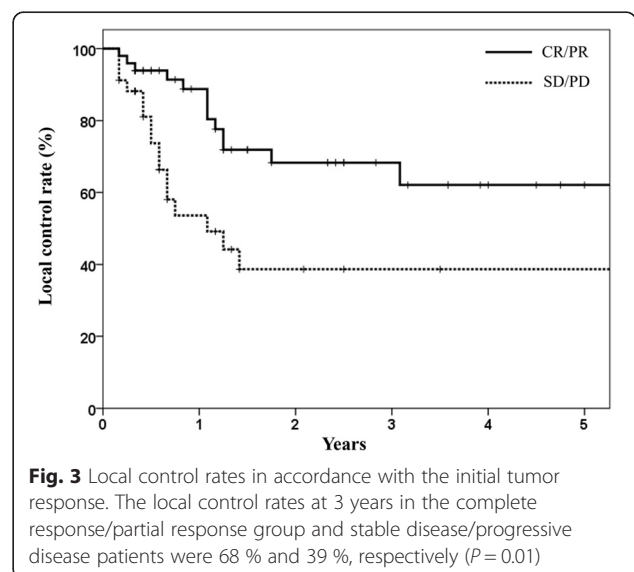 100
80
60
40
20
0
Local control rate (%)
CR/PR
SD/PD
0 1 2 3 4 5
Years
Fig. 3 Local control rates in accordance with the initial tumor
response. The local control rates at 3 years in the complete
response/partial response group and stable disease/progressive
disease patients were 68 % and 39 %, respectively (P = 0.01)